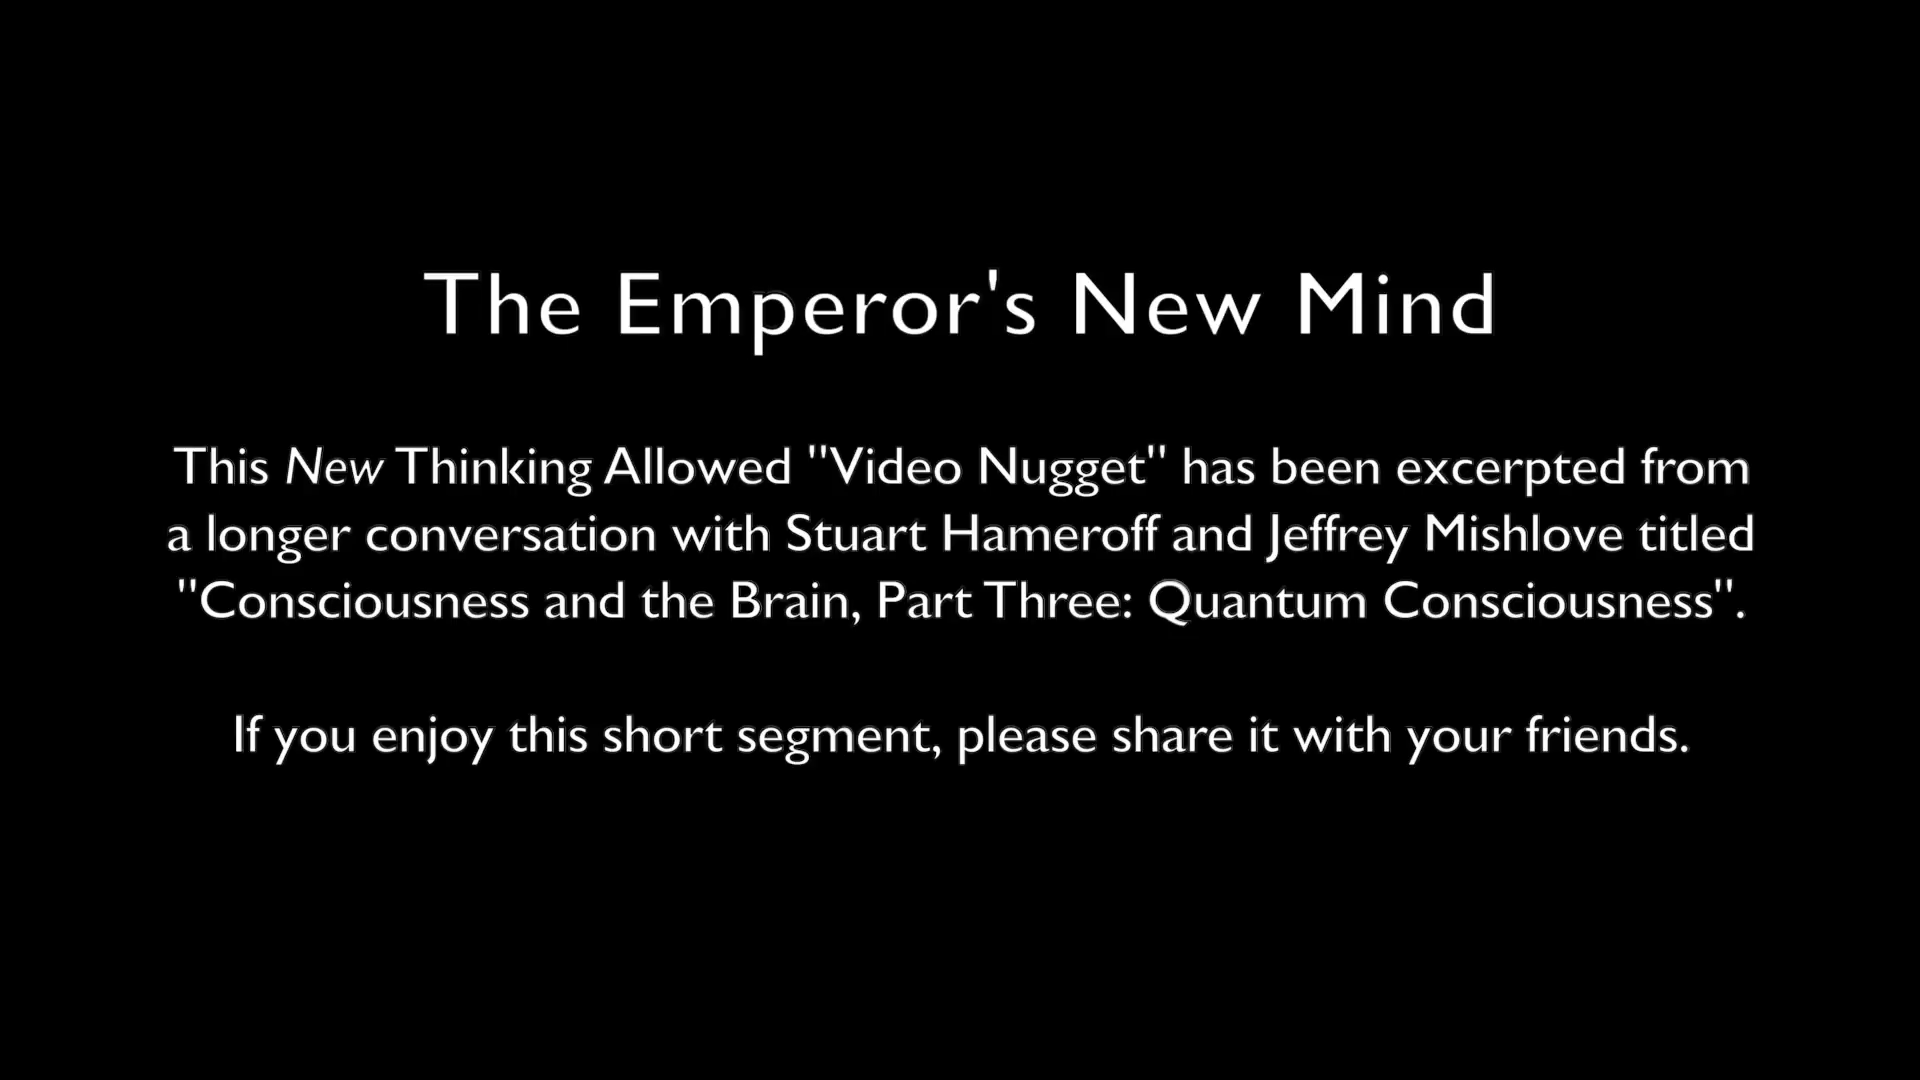 The Emperor's New Mind
This New Thinking Allowed "Video Nugget" has been excerpted from
a longer conversation with Stuart Hameroff and Jeffrey Mishlove titled
"Consciousness and the Brain, Part Three: Quantum Consciousness".
If you enjoy this short segment, please share it with your friends.